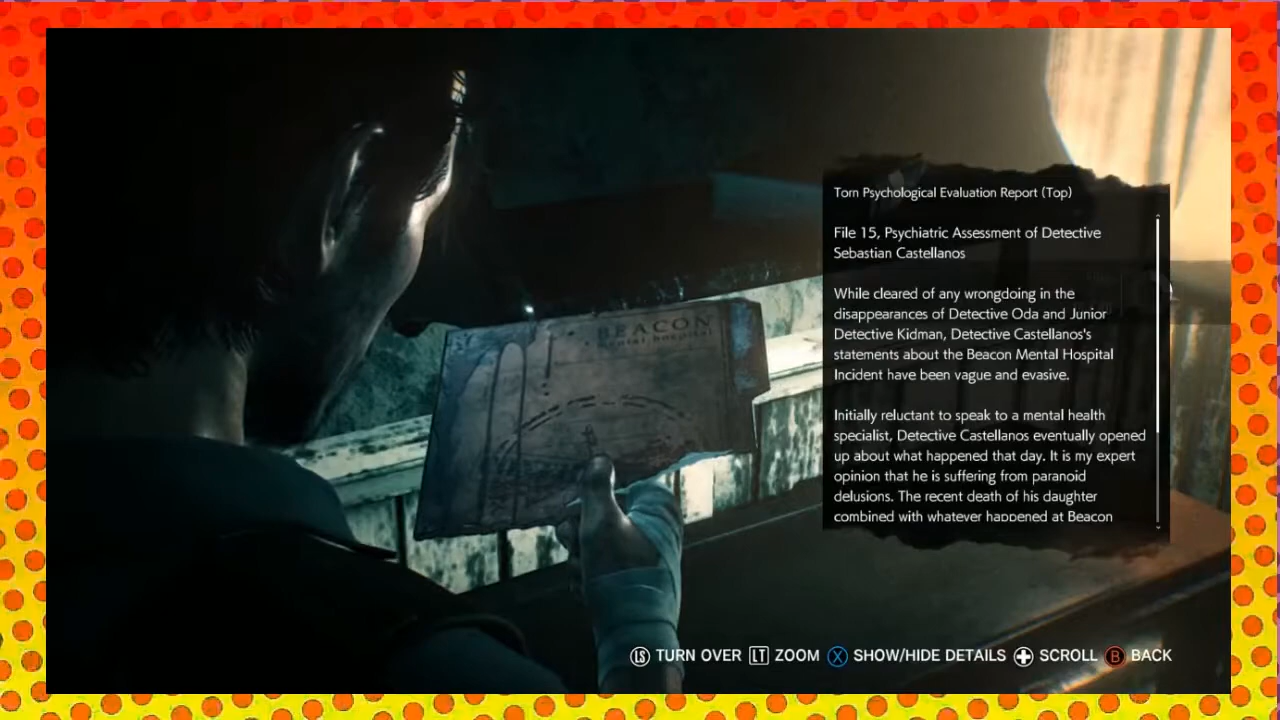 BEACON
mental hospital
Torn Psychological Evaluation Report (Top)
File 15, Psychiatric Assessment of Detective
Sebastian Castellanos
While cleared of any wrongdoing in the
disappearances of Detective Oda and Junior
Detective Kidman, Detective Castellanos's
statements about the Beacon Mental Hospital
Incident have been vague and evasive.
Initially reluctant to speak to a mental health
specialist, Detective Castellanos eventually opened
up about what happened that day. It is my expert
opinion that he is suffering from paranoid
delusions. The recent death of his daughter
combined with whatever happened at Beacon
LS TURN OVER LT ZOOM X SHOW/HIDE DETAILS SCROLL B BACK